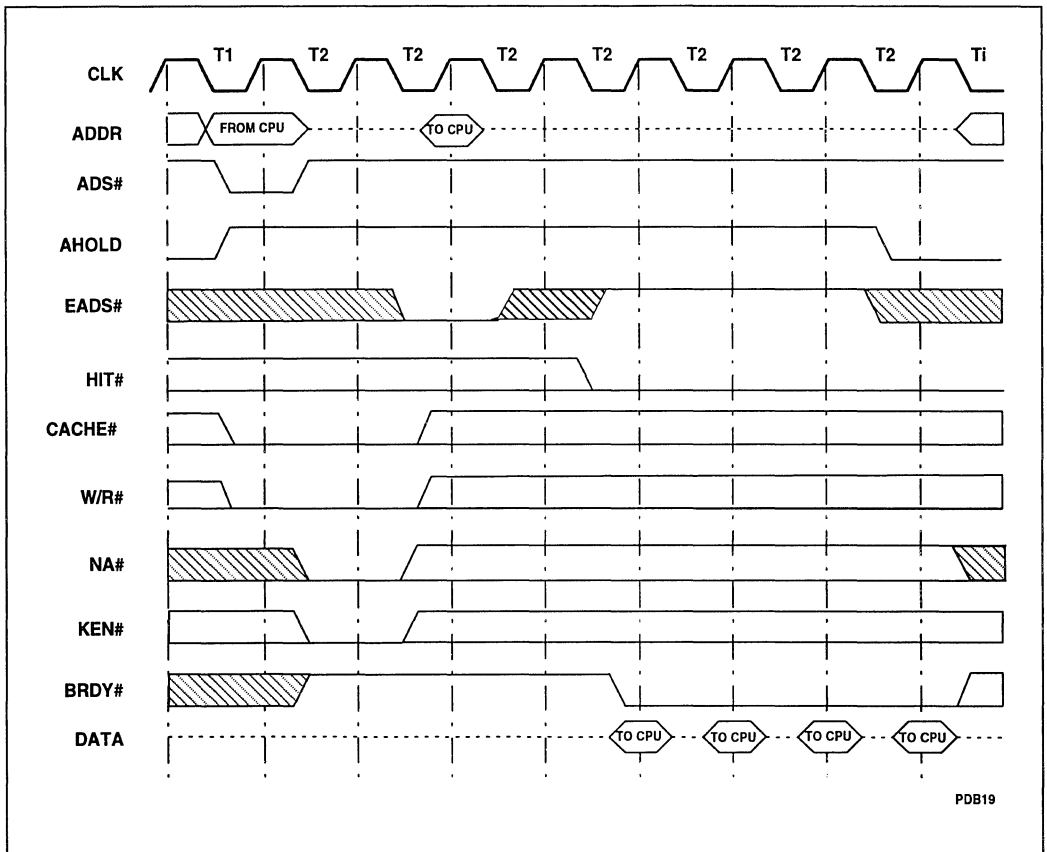 T1 T2 T2 T2 T2 T2 T2 T2 Ti
CLK
ADDR FROM CPU TO CPU
ADS#
AHOLD
EADS#
HIT#
CACHE#
W/R#
NA#
KEN#
BRDY#
DATA TO CPU TO CPU TO CPU TO CPU
PDB19